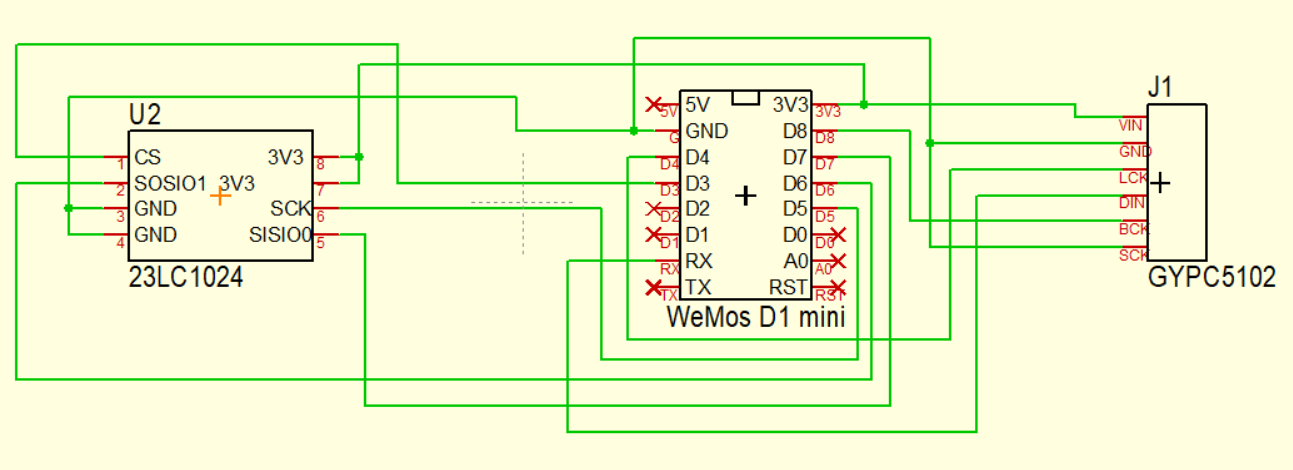 U2
1 CS 3V3 8
2 SOSIO1 3V3 7
3 GND SCK 6
4 GND SISIO0 5
23LC1024
5V 5V 3V3 3V3
G GND D8 D8
D4 D4 D7 D7
D3 D3 D6 D6
D2 D2 D5 D5
D1 D1 D0 D0
RX RX A0 A0
TX TX RST RST
WeMos D1 mini
J1
VIN
GND
LCK
DIN
BCK
SCK
GYPC5102